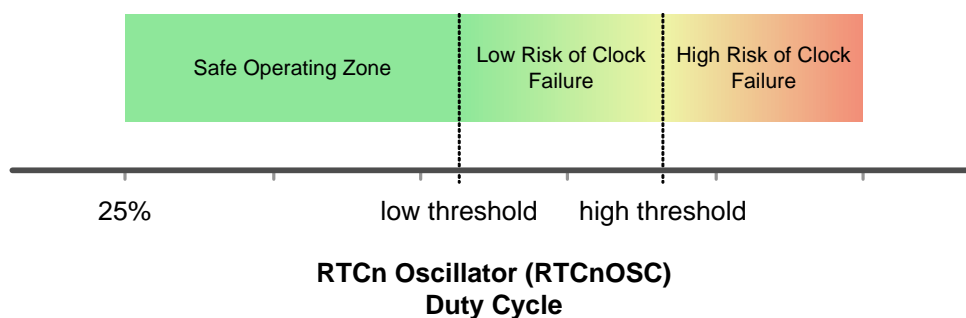 Safe Operating Zone
Low Risk of Clock
Failure
High Risk of Clock
Failure
25%
low threshold
high threshold
RTCn Oscillator (RTCnOSC)
Duty Cycle